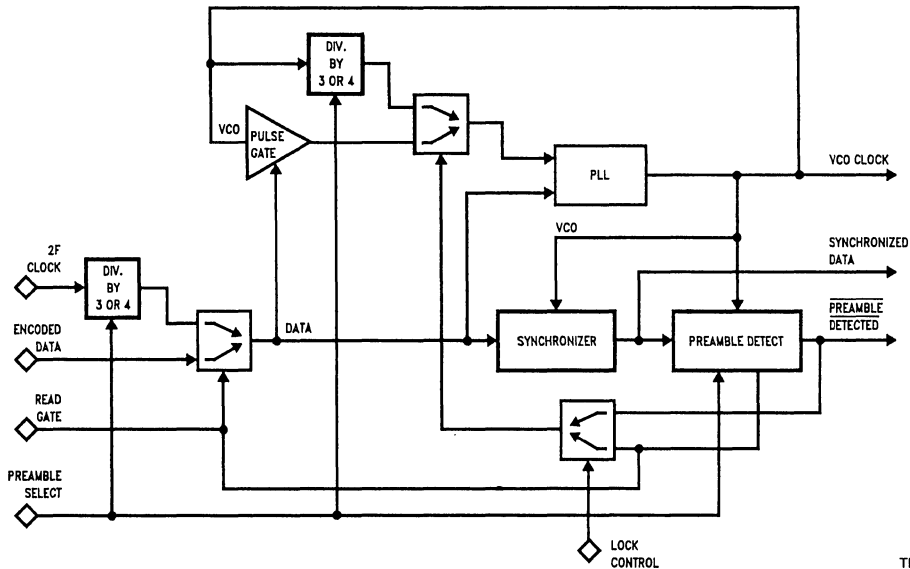 DIV.
BY
3 OR 4
VCO
PULSE
GATE
PLL
VCO CLOCK
VCO
SYNCHRONIZED
DATA
2F
CLOCK
DIV.
BY
3 OR 4
PREAMBLE
DETECTED
ENCODED
DATA
DATA
SYNCHRONIZER
PREAMBLE DETECT
READ
GATE
PREAMBLE
SELECT
LOCK
CONTROL
TL